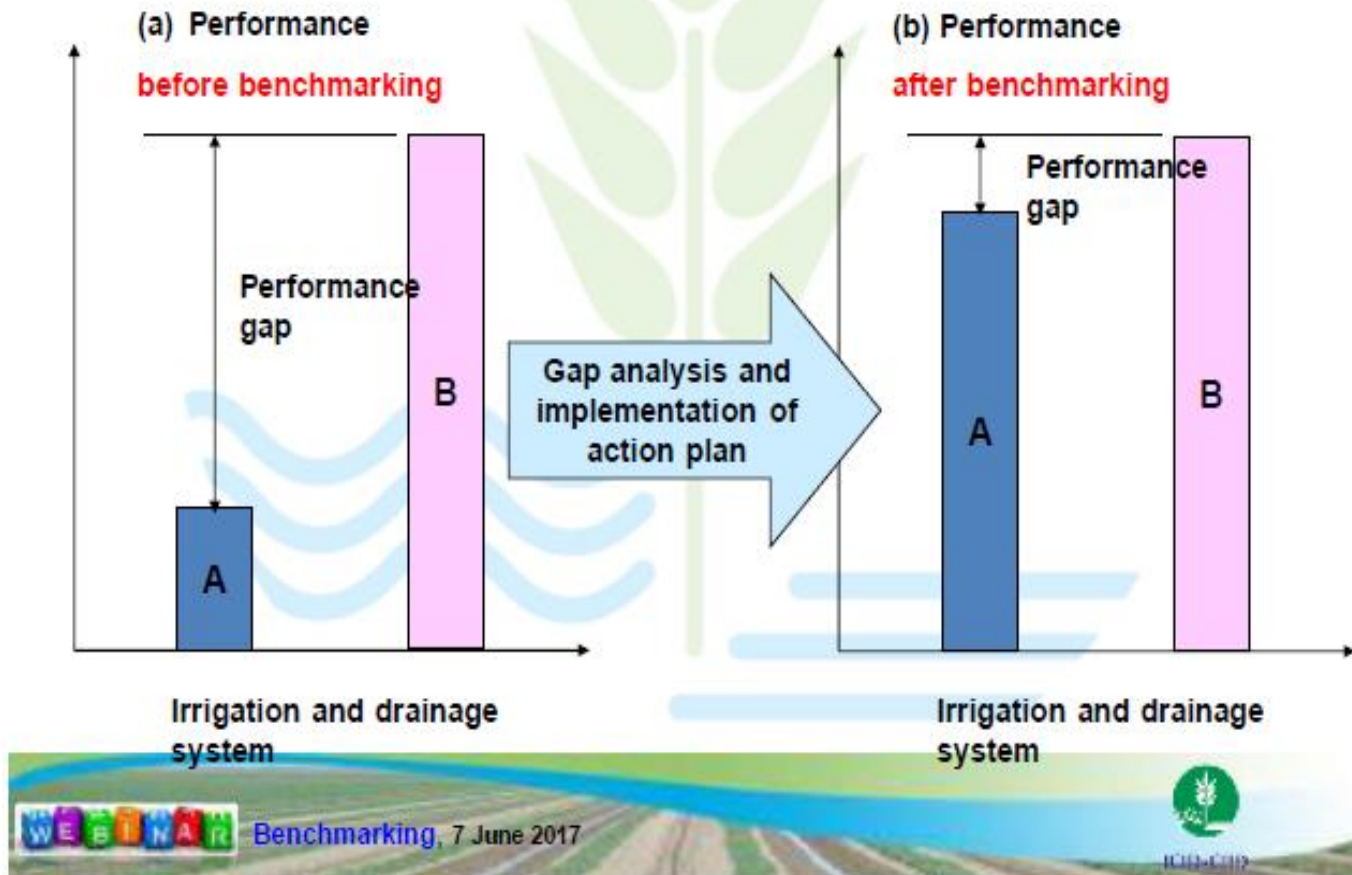 (a) Performance
before benchmarking
Performance
gap
A
B
Gap analysis and
implementation of
action plan
(b) Performance
after benchmarking
Performance
gap
A
B
Irrigation and drainage
system
Irrigation and drainage
system
WEBINAR
Benchmarking, 7 June 2017